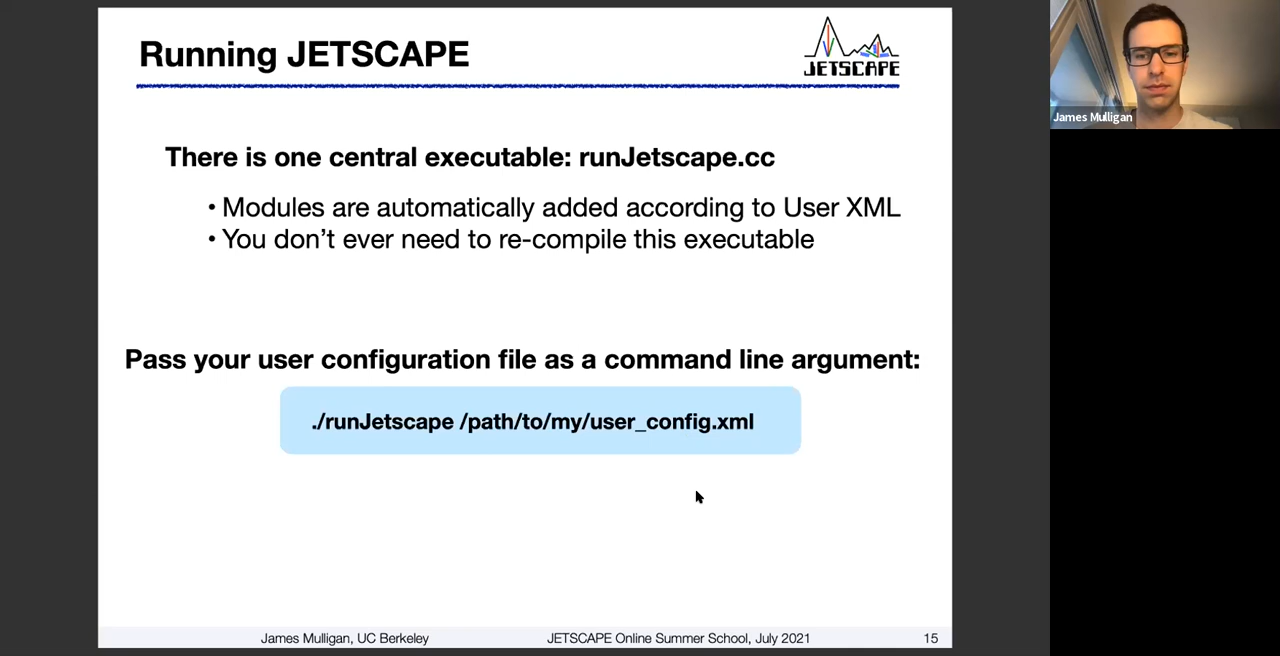 Running JETSCAPE
JETSCAPE
James Mulligan
There is one central executable: runJetscape.cc
• Modules are automatically added according to User XML
• You don’t ever need to re-compile this executable
Pass your user configuration file as a command line argument:
./runJetscape /path/to/my/user_config.xml
James Mulligan, UC Berkeley
JETSCAPE Online Summer School, July 2021
15